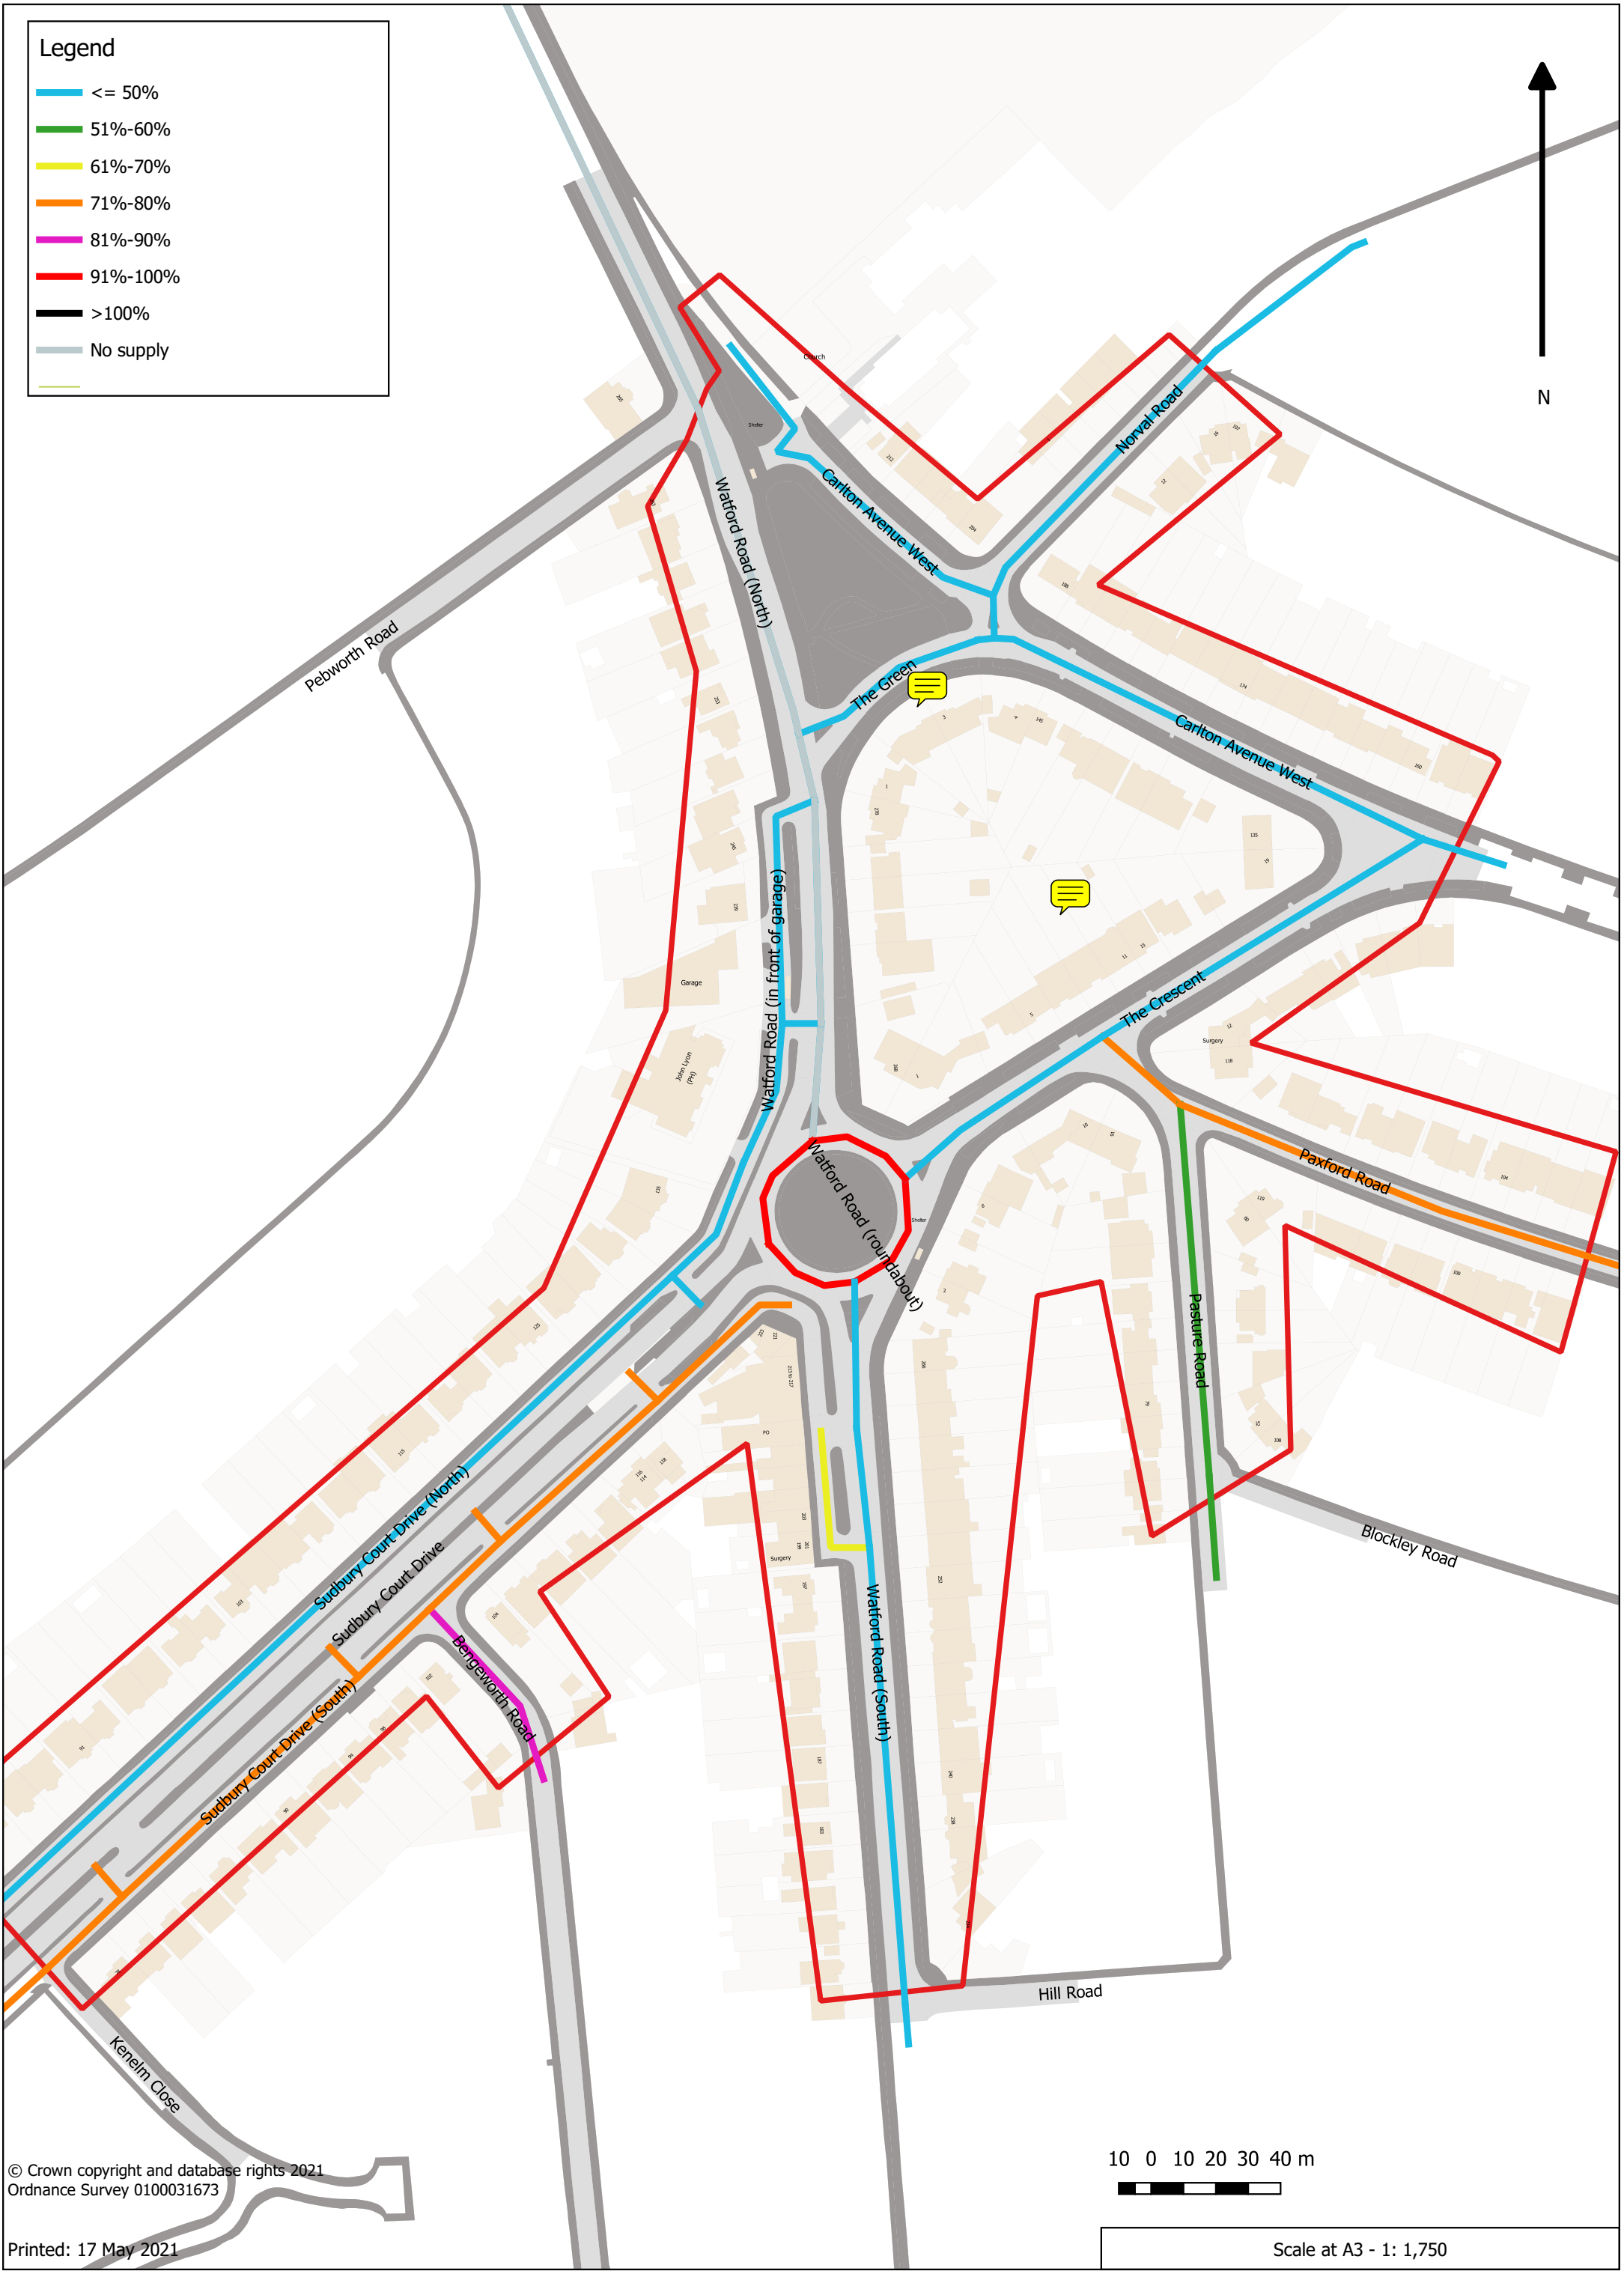 Legend
<= 50%
51%-60%
61%-70%
71%-80%
81%-90%
91%-100%
>100%
No supply
N
Norval Road
Church
Shelter
Carlton Avenue West
Watford Road (North)
Pebworth Road
The Green
Carlton Avenue West
Watford Road (in front of garage)
Garage
The Crescent
Surgery
John Lyon
(PH)
Watford Road (roundabout)
Shelter
Paxford Road
Pasture Road
PO
Surgery
Sudbury Court Drive (North)
Sudbury Court Drive
Sudbury Court Drive (South)
Bengeworth Road
Watford Road (South)
Blockley Road
Hill Road
Kenelm Close
10 0 10 20 30 40 m
© Crown copyright and database rights 2021
Ordnance Survey 0100031673
Printed: 17 May 2021
Scale at A3 - 1: 1,750